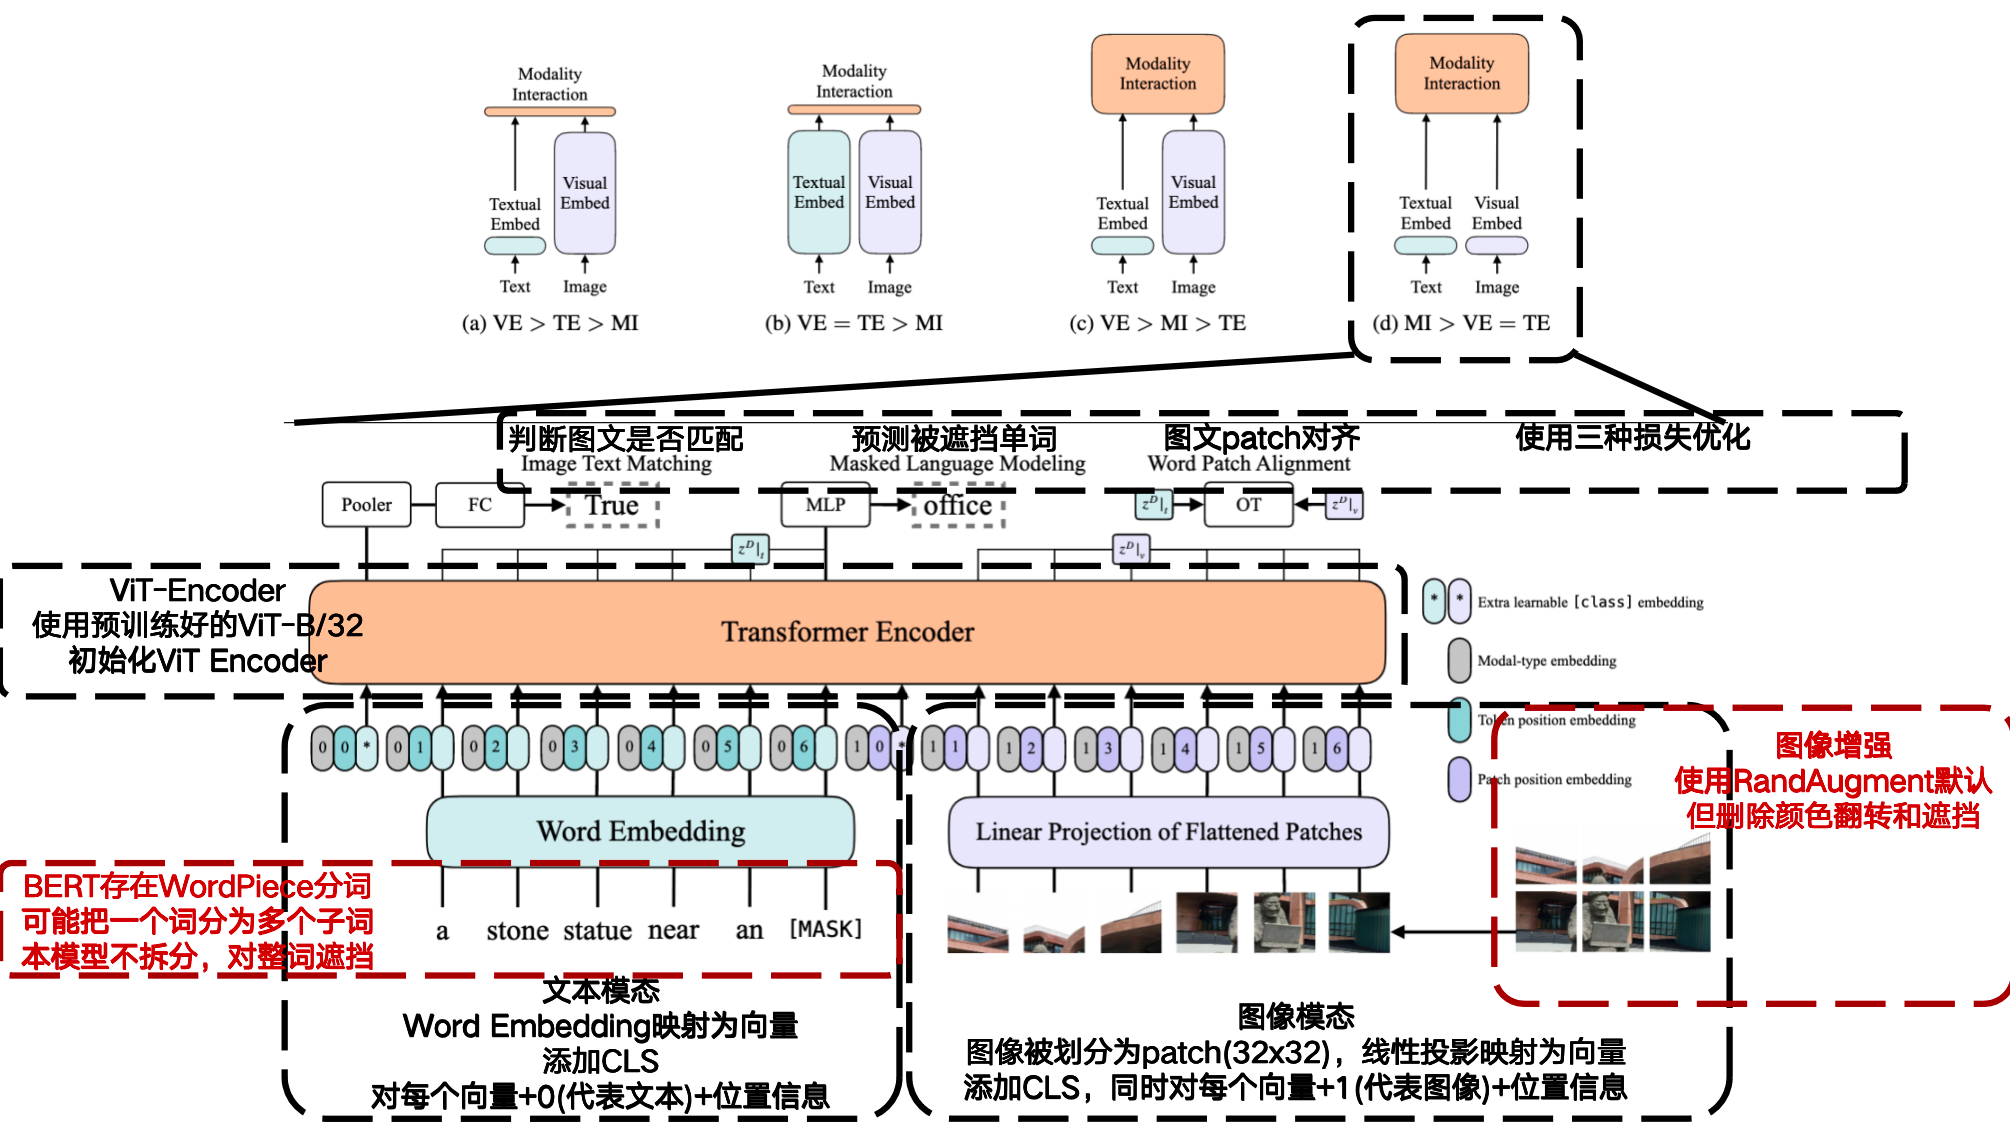 Modality
Interaction
Textual
Embed
Visual
Embed
Text
Image
(a) VE > TE > MI
Modality
Interaction
Textual
Embed
Visual
Embed
Text
Image
(b) VE = TE > MI
Modality
Interaction
Textual
Embed
Visual
Embed
Text
Image
(c) VE > MI > TE
Modality
Interaction
Textual
Embed
Visual
Embed
Text
Image
(d) MI > VE = TE
判断图文是否匹配
Image Text Matching
预测被遮挡单词
Masked Language Modeling
图文patch对齐
Word Patch Alignment
使用三种损失优化
Pooler
FC
True
MLP
office
z^D|_t
OT
z^D|_v
z^D|_t
z^D|_v
ViT-Encoder
使用预训练好的ViT-B/32
初始化ViT Encoder
Transformer Encoder
* * Extra learnable [class] embedding
Modal-type embedding
Token position embedding
Patch position embedding
0 0 * 0 1 0 2 0 3 0 4 0 5 0 6 1 0 * 1 1 1 2 1 3 1 4 1 5 1 6
Word Embedding
Linear Projection of Flattened Patches
图像增强
使用RandAugment默认
但删除颜色翻转和遮挡
BERT存在WordPiece分词
可能把一个词分为多个子词
本模型不拆分，对整词遮挡
a stone statue near an [MASK]
文本模态
Word Embedding映射为向量
添加CLS
对每个向量+0(代表文本)+位置信息
图像模态
图像被划分为patch(32x32)，线性投影映射为向量
添加CLS，同时对每个向量+1(代表图像)+位置信息